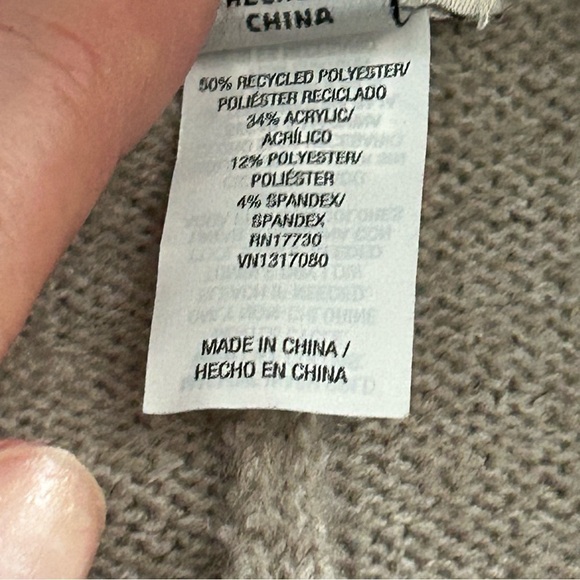 CHINA
50% RECYCLED POLYESTER/
POLIÉSTER RECICLADO
34% ACRYLIC/
ACRÍLICO
12% POLYESTER/
POLIÉSTER
4% SPANDEX/
SPANDEX
RN17730
VN1317080
MADE IN CHINA /
HECHO EN CHINA